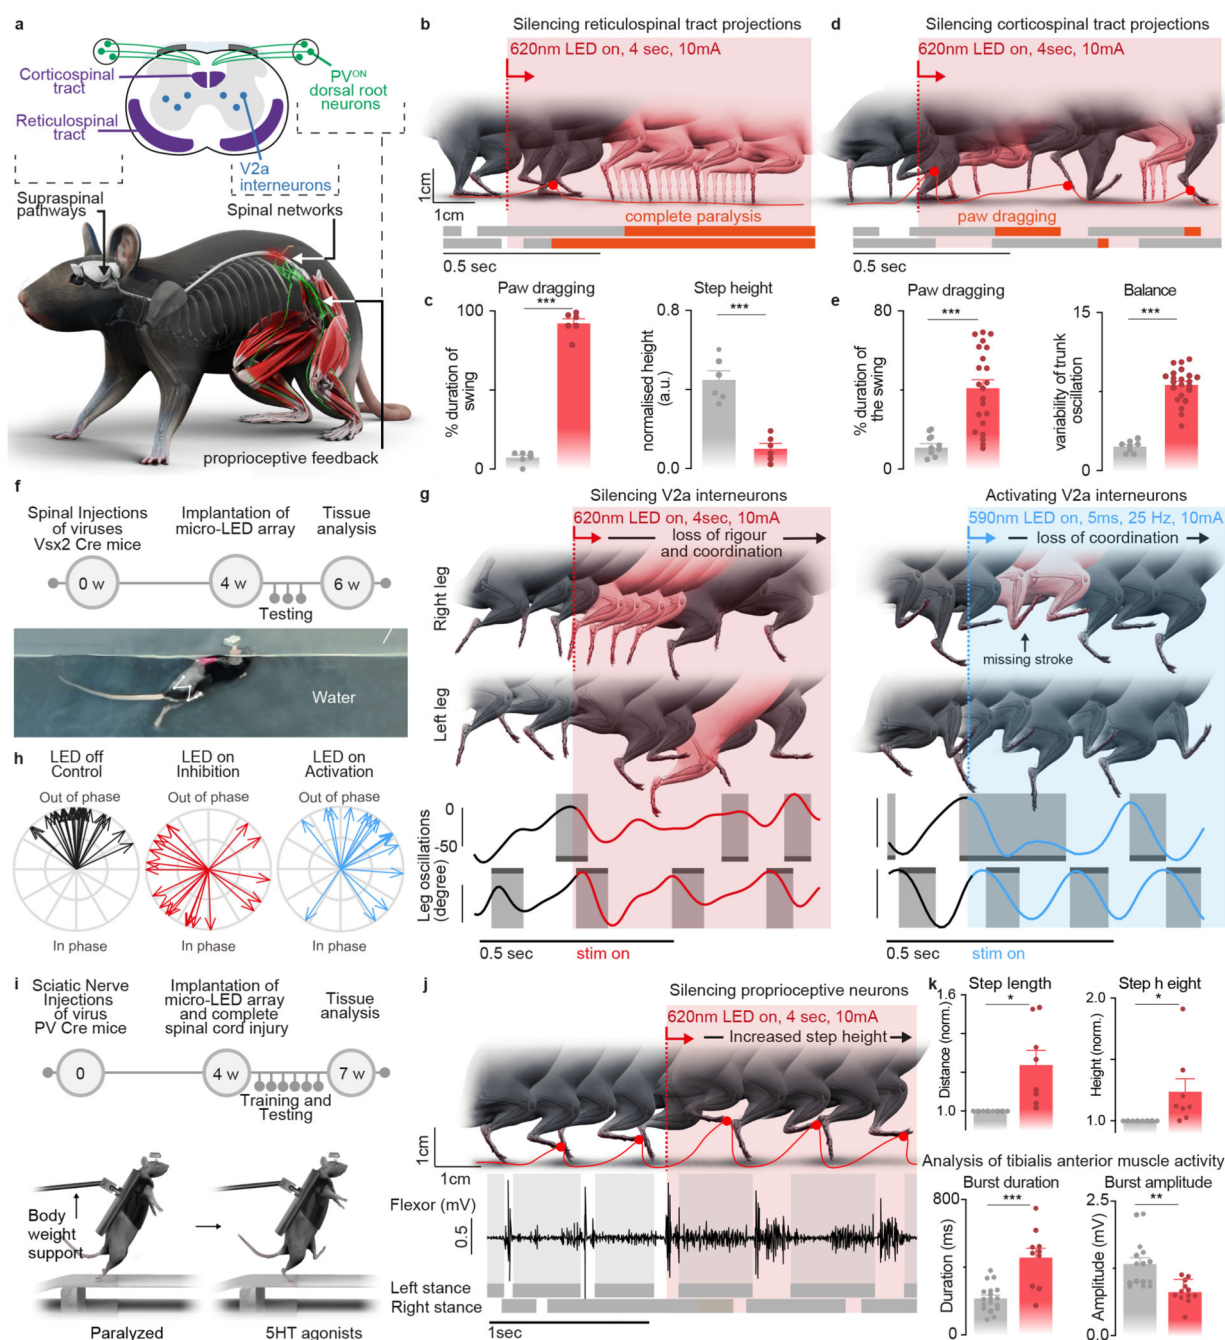 a
Corticospinal
tract
Reticulospinal
tract
PVON
dorsal root
neurons
V2a
interneurons
Supraspinal
pathways
Spinal networks
proprioceptive feedback
b
Silencing reticulospinal tract projections
620nm LED on, 4 sec, 10mA
1cm
1cm
complete paralysis
0.5 sec
d
Silencing corticospinal tract projections
620nm LED on, 4sec, 10mA
paw dragging
0.5 sec
c
Paw dragging
***
100
0
% duration of
swing
Step height
***
0.8
0.0
normalised height
(a.u.)
e
Paw dragging
***
80
0
% duration of
the swing
Balance
***
15
0
variability of trunk
oscillation
f
Spinal Injections
of viruses
Vsx2 Cre mice
Implantation of
micro-LED array
Tissue
analysis
0 w
4 w
6 w
Testing
Water
g
Silencing V2a interneurons
620nm LED on, 4sec, 10mA
loss of rigour
and coordination
Right leg
Left leg
Activating V2a interneurons
590nm LED on, 5ms, 25 Hz, 10mA
loss of coordination
missing stroke
0
-50
Leg oscillations
(degree)
0.5 sec
stim on
0.5 sec
stim on
h
LED off
Control
LED on
Inhibition
LED on
Activation
Out of phase
Out of phase
Out of phase
In phase
In phase
In phase
i
Sciatic Nerve
Injections
of virus
PV Cre mice
Implantation of
micro-LED array
and complete
spinal cord injury
Tissue
analysis
0
4 w
7 w
Training and
Testing
Body
weight
support
Paralyzed
5HT agonists
j
Silencing proprioceptive neurons
620nm LED on, 4 sec, 10mA
Increased step height
1cm
1cm
Flexor (mV)
0.5
Left stance
Right stance
1sec
k
Step length
*
1.6
1.0
Distance (norm.)
Step h eight
*
2.0
1.0
Height (norm.)
Analysis of tibialis anterior muscle activity
Burst duration
***
800
0
Duration (ms)
Burst amplitude
**
2.5
0.0
Amplitude (mV)